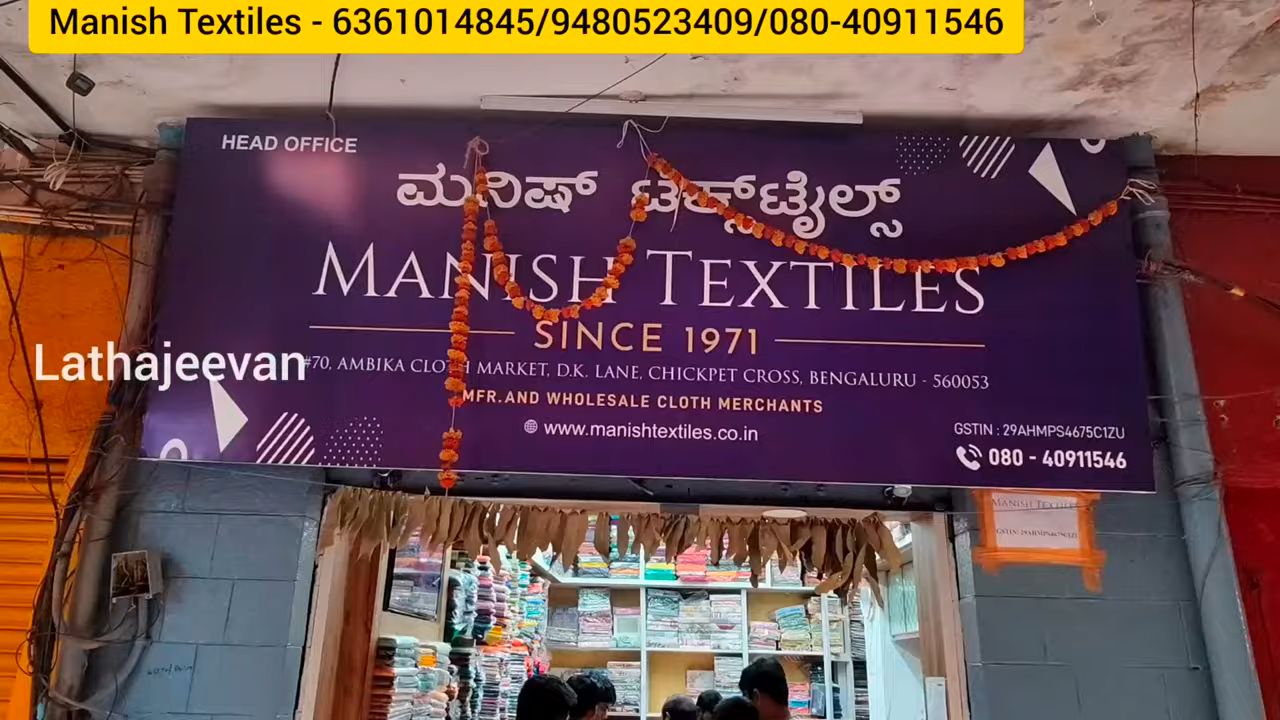 Manish Textiles - 6361014845/9480523409/080-40911546
HEAD OFFICE
ಮನಿಷ್ ಟೆಕ್ಸ್‌ಟೈಲ್ಸ್
MANISH TEXTILES
SINCE 1971
Lathajeevan
#70, AMBIKA CLOTH MARKET, D.K. LANE, CHICKPET CROSS, BENGALURU - 560053
MFR.AND WHOLESALE CLOTH MERCHANTS
www.manishtextiles.co.in
GSTIN : 29AHMPS4675C1ZU
080 - 40911546
MANISH TEXTILES
GSTIN: 29AHMPS4675C1ZU